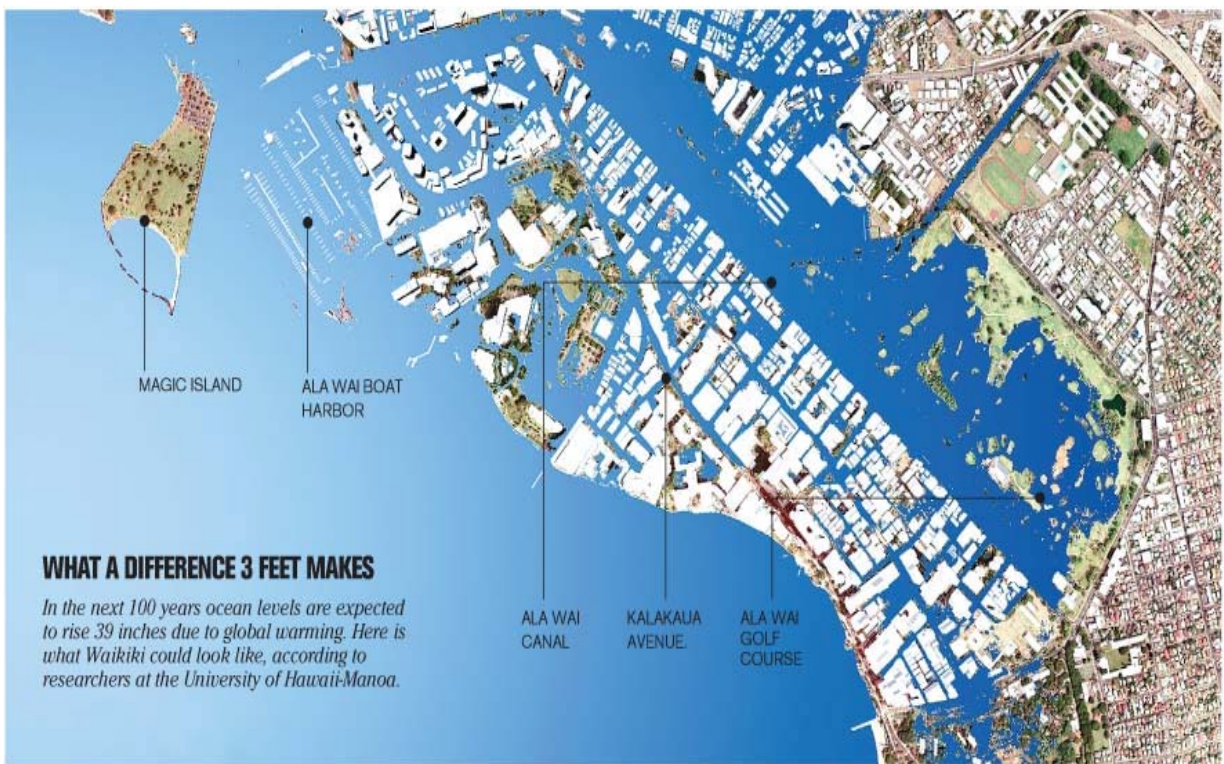 MAGIC ISLAND
ALA WAI BOAT
HARBOR
WHAT A DIFFERENCE 3 FEET MAKES
In the next 100 years ocean levels are expected
to rise 39 inches due to global warming. Here is
what Waikiki could look like, according to
researchers at the University of Hawaii-Manoa.
ALA WAI
CANAL
KALAKAUA
AVENUE.
ALA WAI
GOLF
COURSE